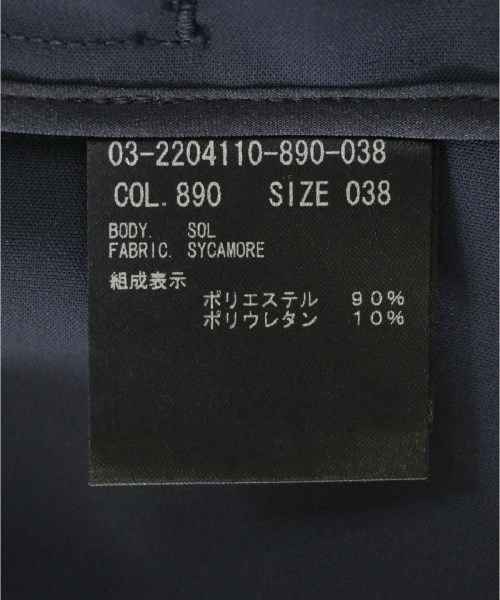 03-2204110-890-038
COL. 890 SIZE 038
BODY. SOL
FABRIC. SYCAMORE
組成表示
ポリエステル ９０％
ポリウレタン １０％